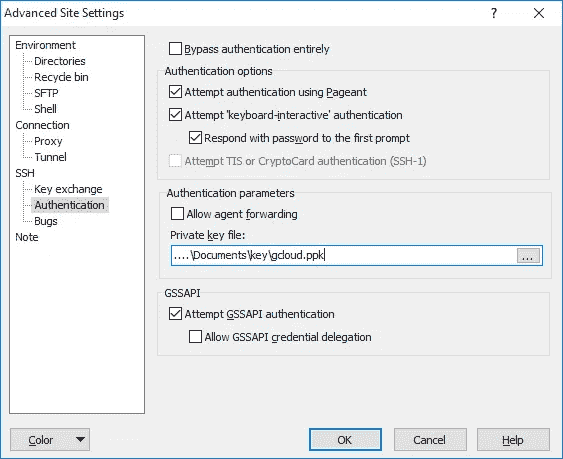 Advanced Site Settings
?
Environment
Directories
Recycle bin
SFTP
Shell
Connection
Proxy
Tunnel
SSH
Key exchange
Authentication
Bugs
Note
Bypass authentication entirely
Authentication options
Attempt authentication using Pageant
Attempt 'keyboard-interactive' authentication
Respond with password to the first prompt
Attempt TIS or CryptoCard authentication (SSH-1)
Authentication parameters
Allow agent forwarding
Private key file:
....\Documents\key\gcloud.ppk
...
GSSAPI
Attempt GSSAPI authentication
Allow GSSAPI credential delegation
Color
OK
Cancel
Help